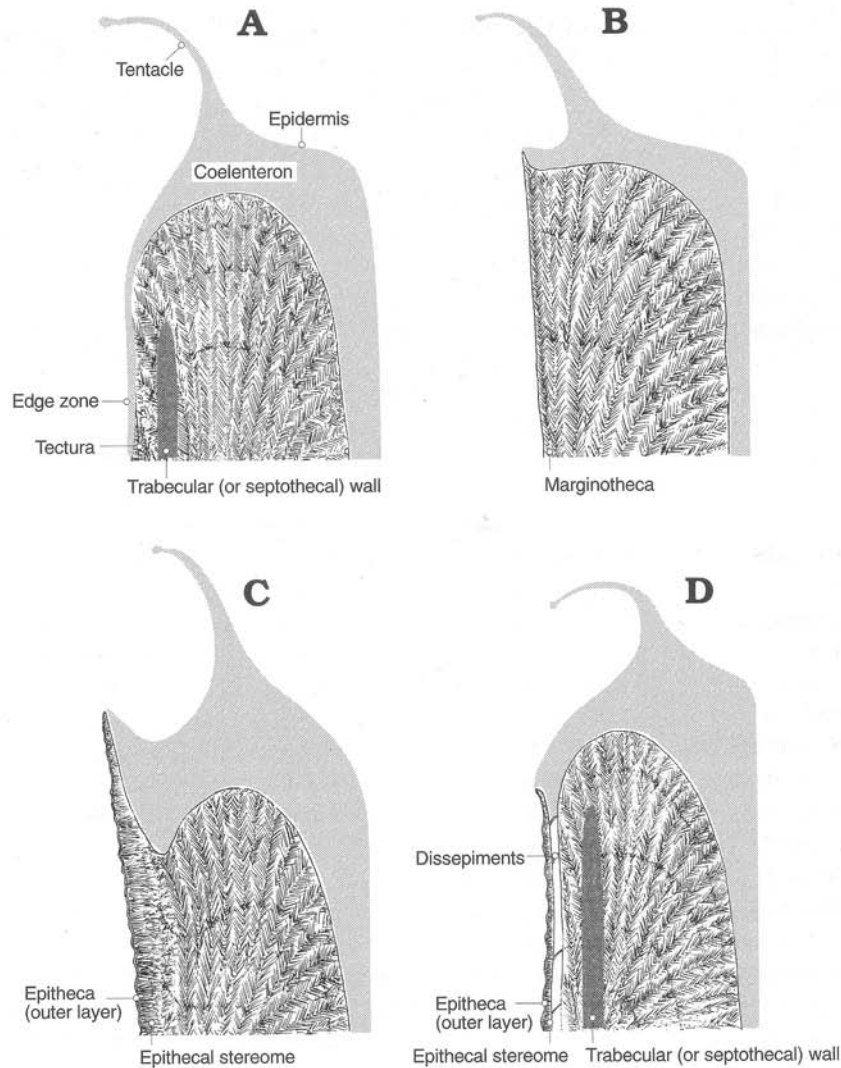 A
Tentacle
Epidermis
Coelenteron
Edge zone
Tectura
Trabecular (or septothecal) wall
B
Marginotheca
C
Epitheca
(outer layer)
Epithecal stereome
D
Dissepiments
Epitheca
(outer layer)
Epithecal stereome
Trabecular (or septothecal) wall